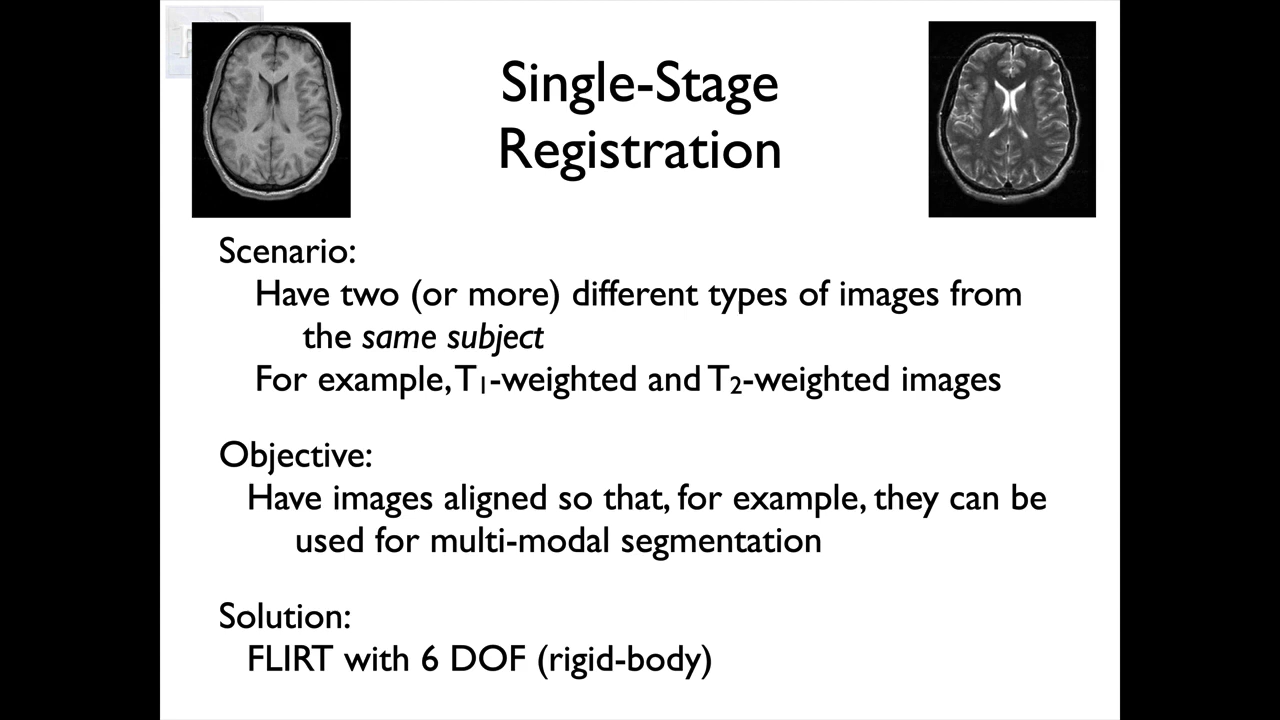 Single-Stage
Registration
Scenario:
Have two (or more) different types of images from
the same subject
For example, T1-weighted and T2-weighted images
Objective:
Have images aligned so that, for example, they can be
used for multi-modal segmentation
Solution:
FLIRT with 6 DOF (rigid-body)